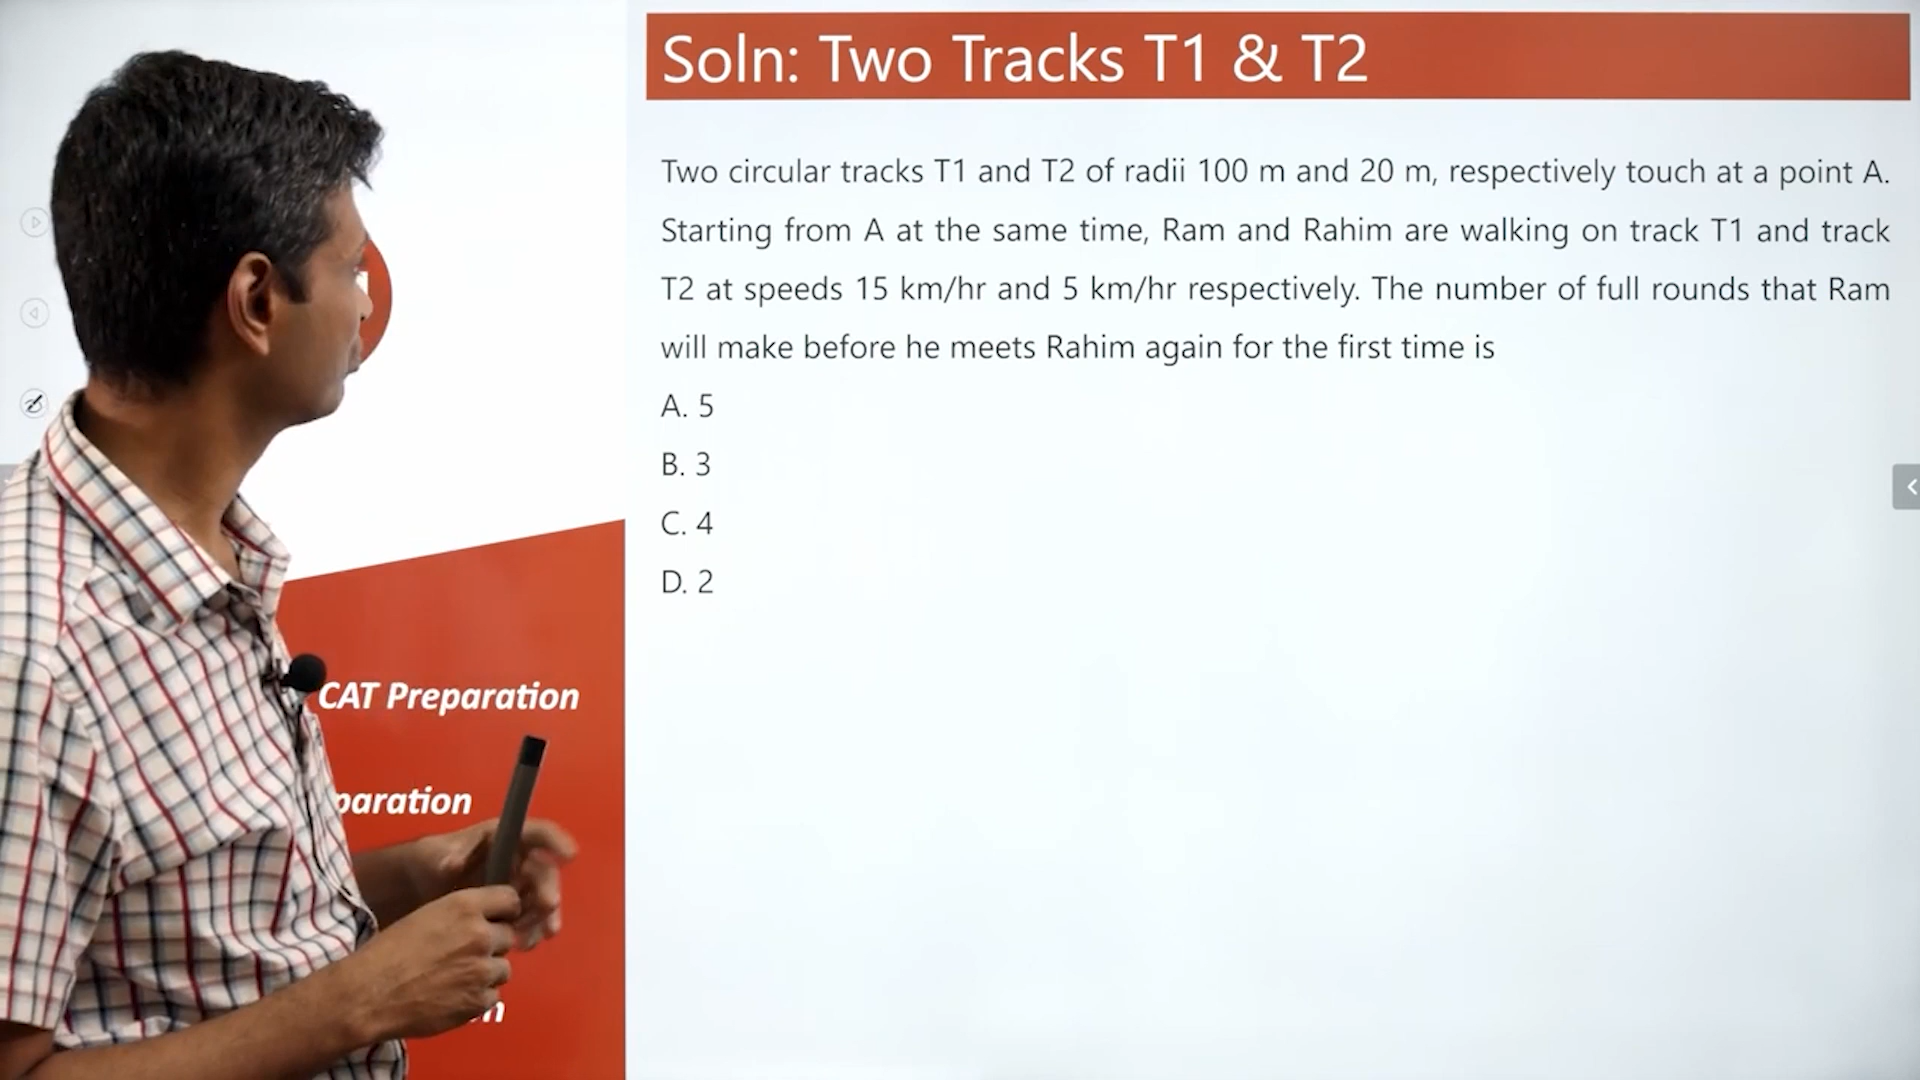 Soln: Two Tracks T1 & T2
Two circular tracks T1 and T2 of radii 100 m and 20 m, respectively touch at a point A.
Starting from A at the same time, Ram and Rahim are walking on track T1 and track
T2 at speeds 15 km/hr and 5 km/hr respectively. The number of full rounds that Ram
will make before he meets Rahim again for the first time is
A. 5
B. 3
C. 4
D. 2
CAT Preparation